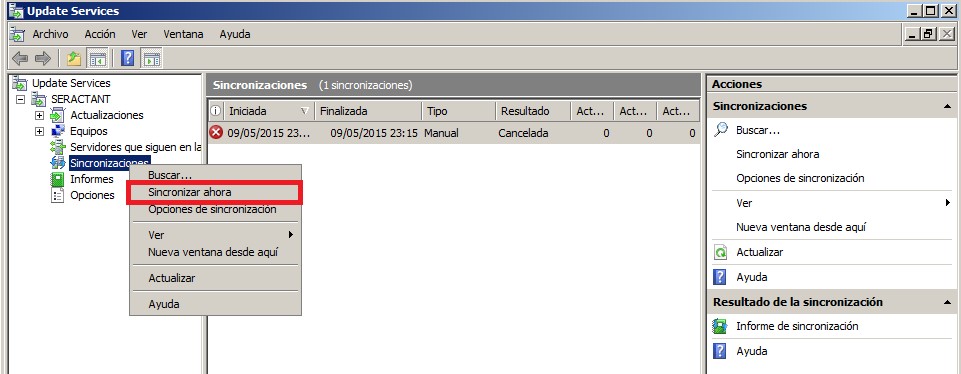 Update Services
Archivo Acción Ver Ventana Ayuda
Update Services
SERACTANT
Actualizaciones
Equipos
Servidores que siguen en la
Sincronizaciones
Informes
Opciones
Buscar...
Sincronizar ahora
Opciones de sincronización
Ver
Nueva ventana desde aquí
Actualizar
Ayuda
Sincronizaciones (1 sincronizaciones)
Iniciada Finalizada Tipo Resultado Act... Act... Act...
09/05/2015 23... 09/05/2015 23:15 Manual Cancelada 0 0 0
Acciones
Sincronizaciones
Buscar...
Sincronizar ahora
Opciones de sincronización
Ver
Nueva ventana desde aquí
Actualizar
Ayuda
Resultado de la sincronización
Informe de sincronización
Ayuda